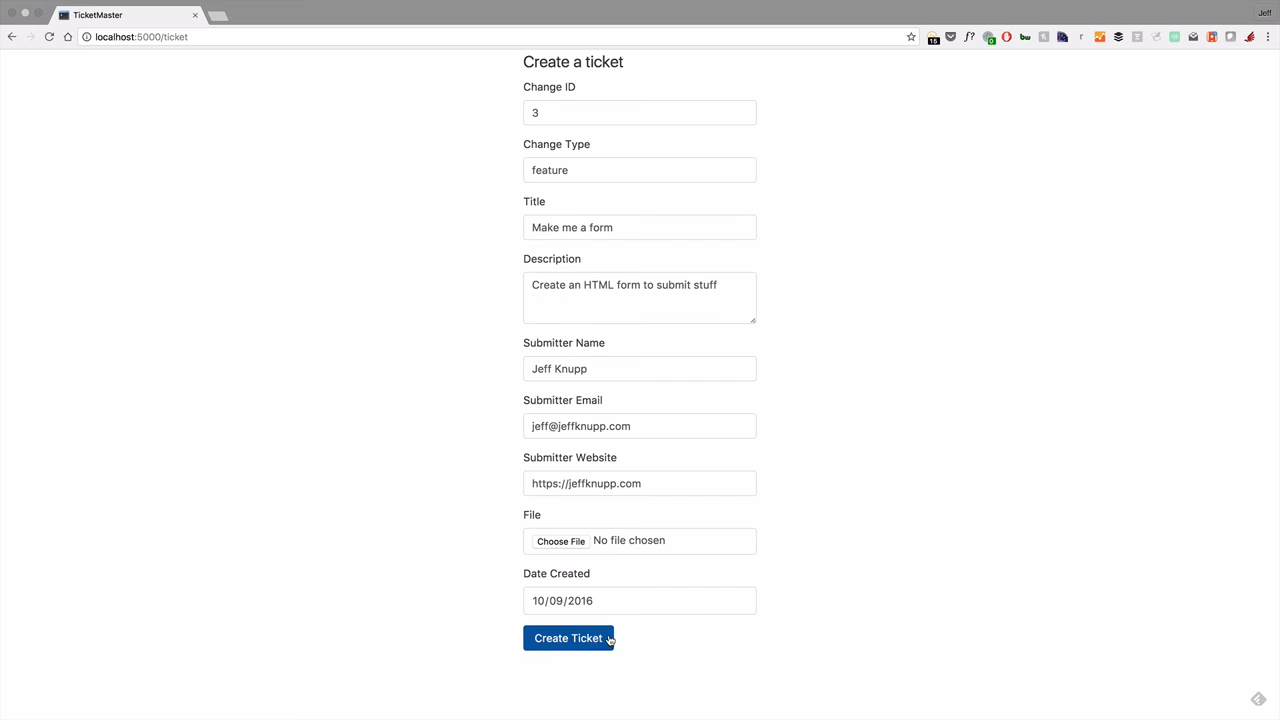 TicketMaster
Jeff
localhost:5000/ticket
Create a ticket
Change ID
3
Change Type
feature
Title
Make me a form
Description
Create an HTML form to submit stuff
Submitter Name
Jeff Knupp
Submitter Email
jeff@jeffknupp.com
Submitter Website
https://jeffknupp.com
File
Choose File No file chosen
Date Created
10/09/2016
Create Ticket